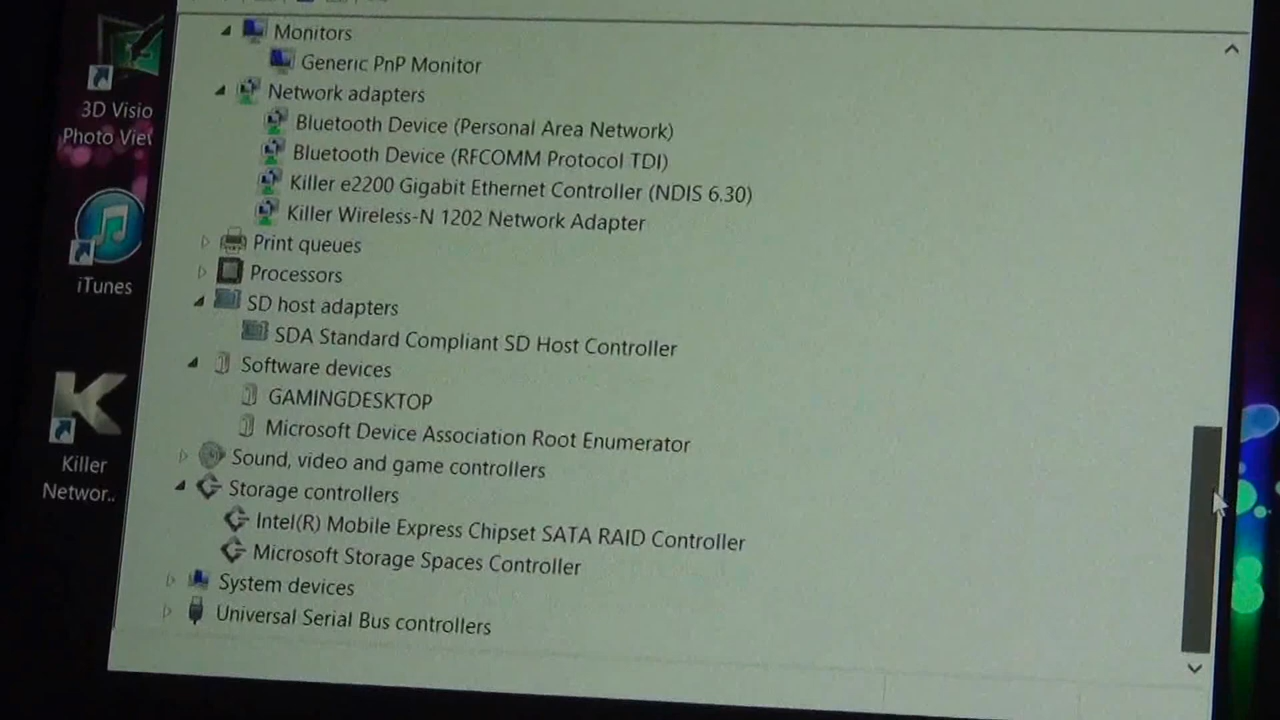 3D Visio
Photo Vie
iTunes
Killer
Networ..
Monitors
Generic PnP Monitor
Network adapters
Bluetooth Device (Personal Area Network)
Bluetooth Device (RFCOMM Protocol TDI)
Killer e2200 Gigabit Ethernet Controller (NDIS 6.30)
Killer Wireless-N 1202 Network Adapter
Print queues
Processors
SD host adapters
SDA Standard Compliant SD Host Controller
Software devices
GAMINGDESKTOP
Microsoft Device Association Root Enumerator
Sound, video and game controllers
Storage controllers
Intel(R) Mobile Express Chipset SATA RAID Controller
Microsoft Storage Spaces Controller
System devices
Universal Serial Bus controllers